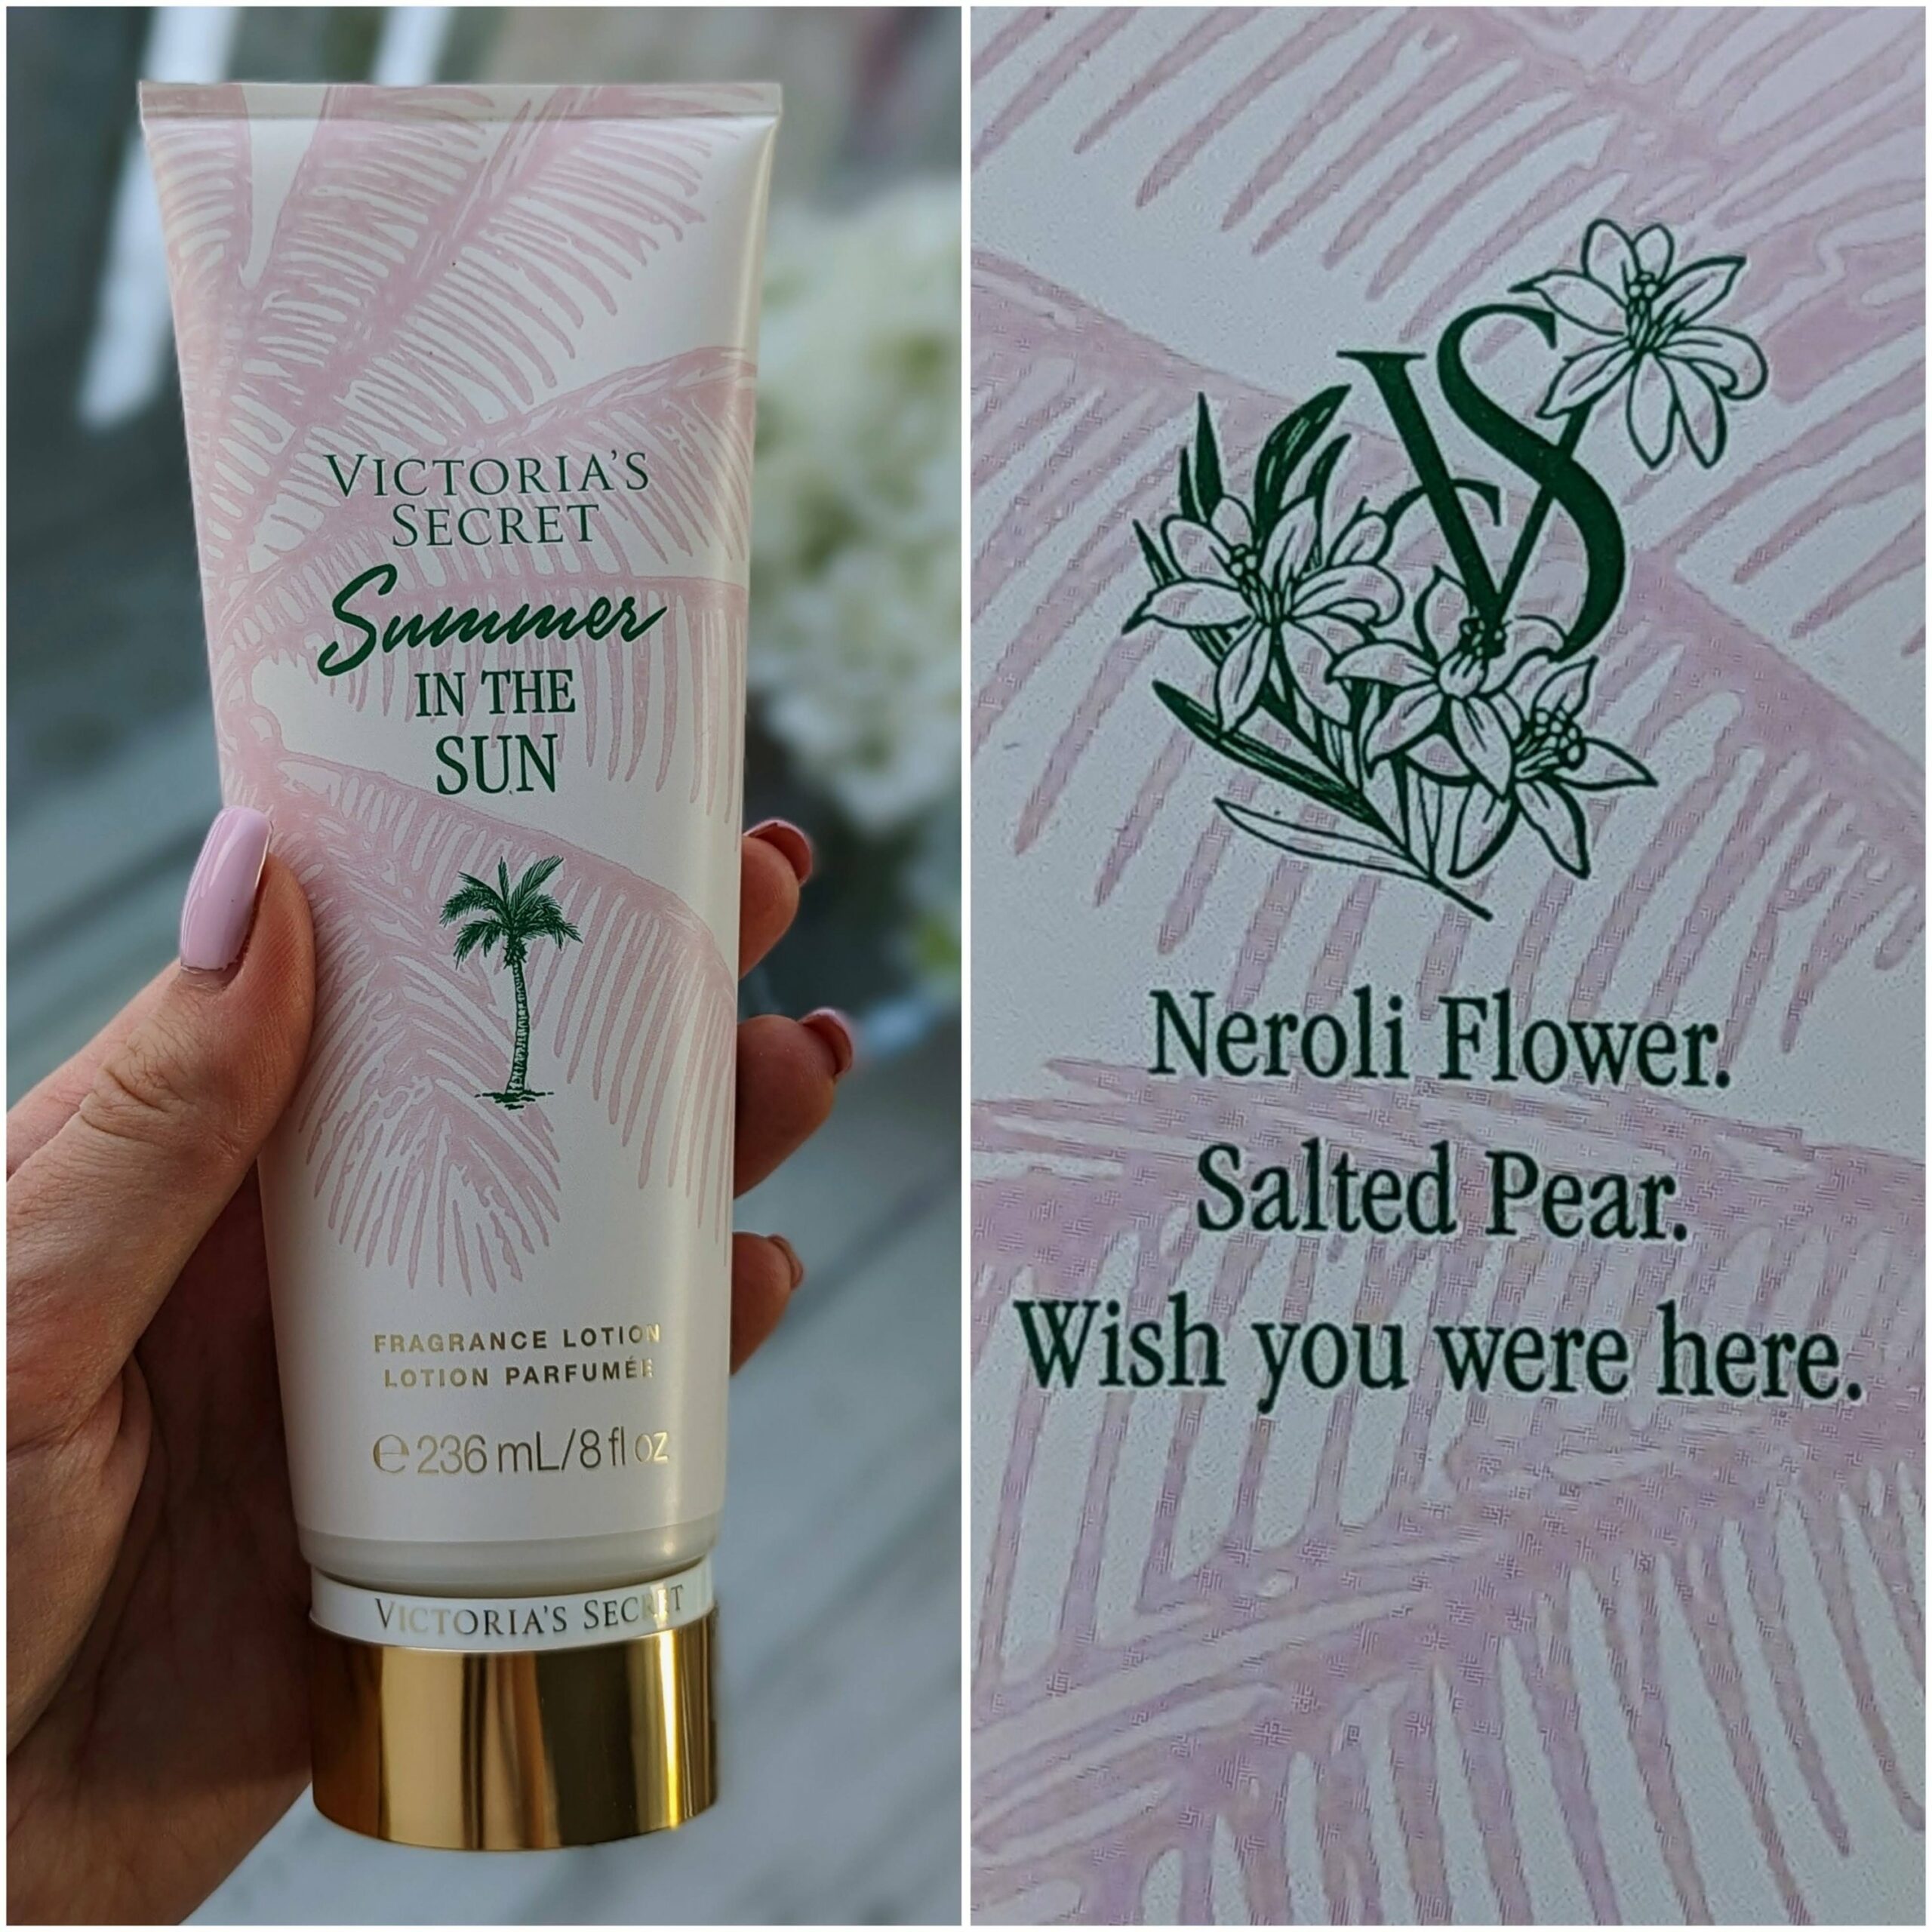 VICTORIA'S
SECRET
Summer
IN THE
SUN
FRAGRANCE LOTION
LOTION PARFUMÉE
℮ 236 mL/8 fl oz
VICTORIA'S SECRET
VS
Neroli Flower.
Salted Pear.
Wish you were here.